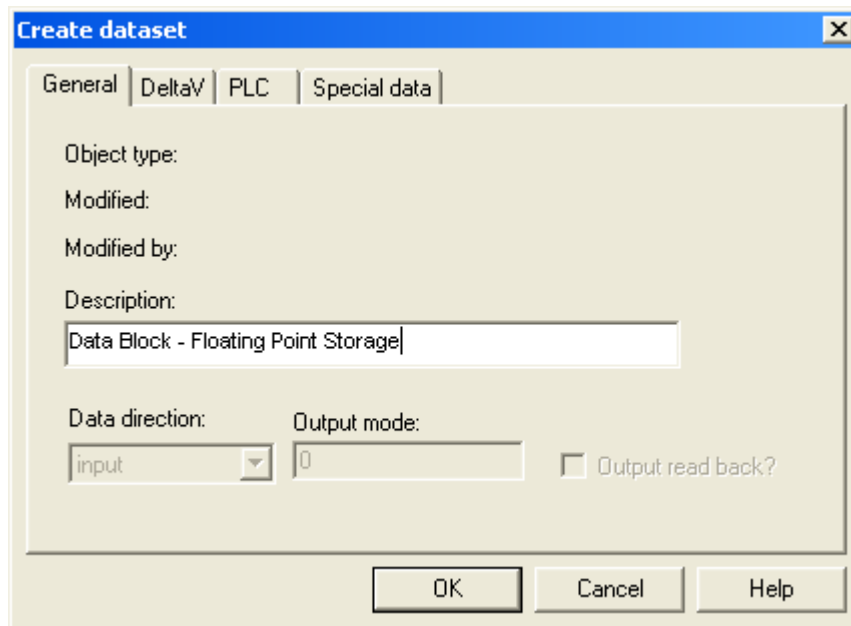 Create dataset
General DeltaV PLC Special data
Object type:
Modified:
Modified by:
Description:
Data Block - Floating Point Storage
Data direction: Output mode:
input 0 Output read back?
OK Cancel Help